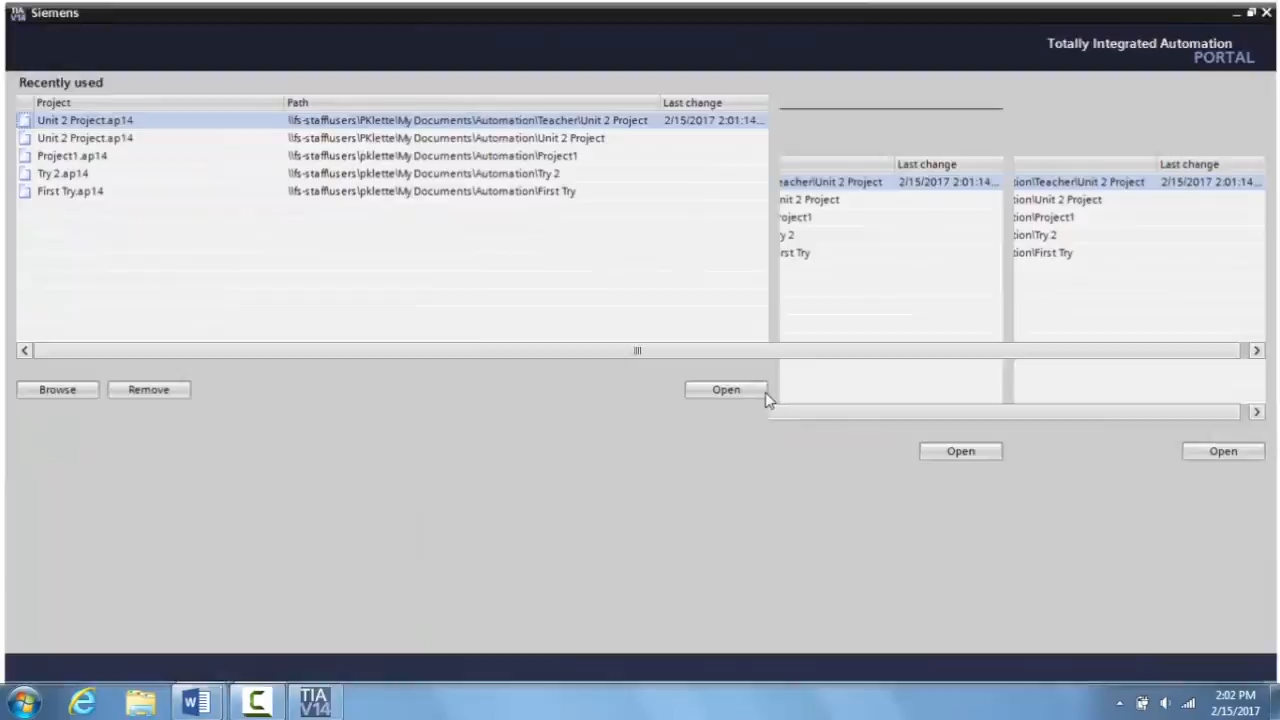 TIA V14 Siemens
Totally Integrated Automation
PORTAL
Recently used
Project Path Last change
Unit 2 Project.ap14 \\fs-staffusers\PKlette\My Documents\Automation\Teacher\Unit 2 Project 2/15/2017 2:01:14...
Unit 2 Project.ap14 \\fs-staffusers\PKlette\My Documents\Automation\Unit 2 Project
Project1.ap14 \\fs-staffusers\pklette\My Documents\Automation\Project1
Try 2.ap14 \\fs-staffusers\pklette\My Documents\Automation\Try 2
First Try.ap14 \\fs-staffusers\pklette\My Documents\Automation\First Try
Last change Last change
eacher\Unit 2 Project 2/15/2017 2:01:14... tion\Teacher\Unit 2 Project 2/15/2017 2:01:14...
nit 2 Project tion\Unit 2 Project
oject1 tion\Project1
y 2 tion\Try 2
rst Try tion\First Try
Browse Remove Open
Open Open
TIA
V14
2:02 PM
2/15/2017